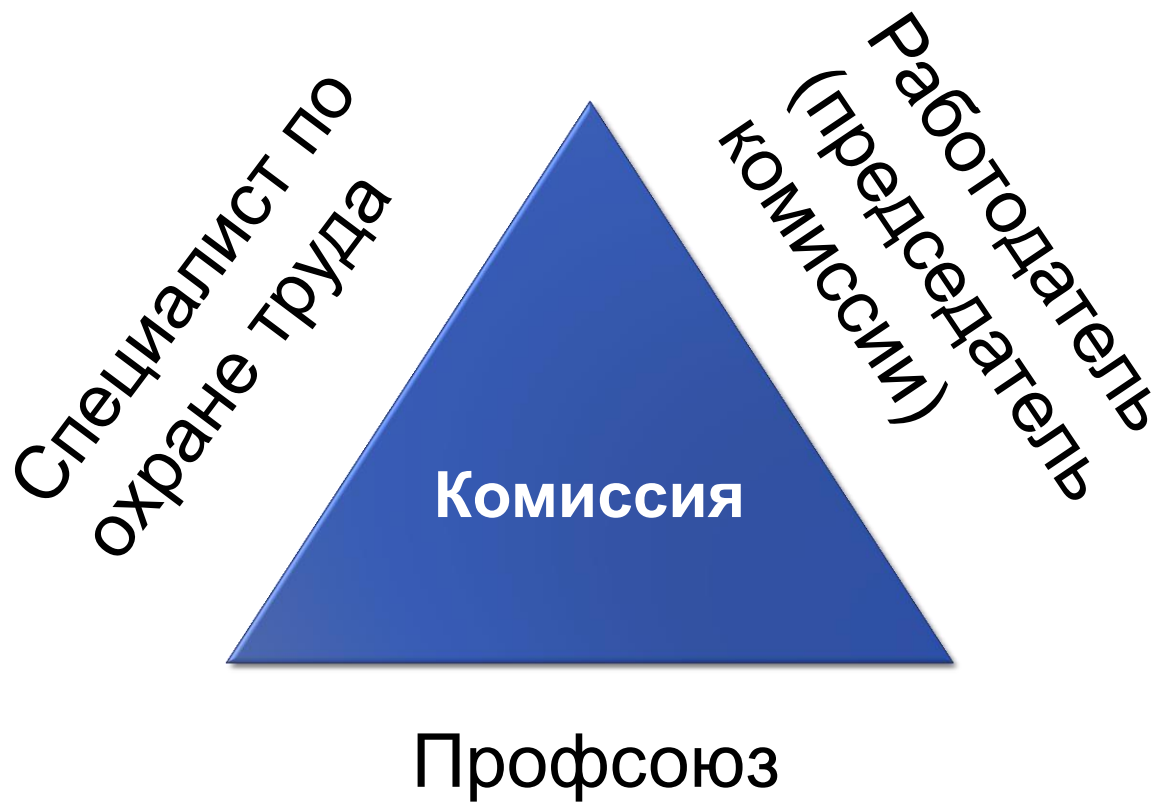 Специалист по
охране труда
Работодатель
(председатель
комиссии)
Комиссия
Профсоюз